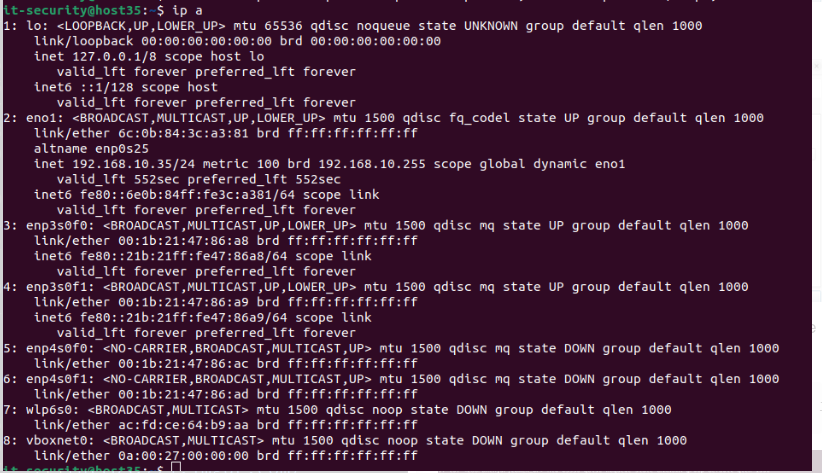 it-security@host35:~$ ip a
1: lo: <LOOPBACK,UP,LOWER_UP> mtu 65536 qdisc noqueue state UNKNOWN group default qlen 1000
    link/loopback 00:00:00:00:00:00 brd 00:00:00:00:00:00
    inet 127.0.0.1/8 scope host lo
       valid_lft forever preferred_lft forever
    inet6 ::1/128 scope host
       valid_lft forever preferred_lft forever
2: eno1: <BROADCAST,MULTICAST,UP,LOWER_UP> mtu 1500 qdisc fq_codel state UP group default qlen 1000
    link/ether 6c:0b:84:3c:a3:81 brd ff:ff:ff:ff:ff:ff
    altname enp0s25
    inet 192.168.10.35/24 metric 100 brd 192.168.10.255 scope global dynamic eno1
       valid_lft 552sec preferred_lft 552sec
    inet6 fe80::6e0b:84ff:fe3c:a381/64 scope link
       valid_lft forever preferred_lft forever
3: enp3s0f0: <BROADCAST,MULTICAST,UP,LOWER_UP> mtu 1500 qdisc mq state UP group default qlen 1000
    link/ether 00:1b:21:47:86:a8 brd ff:ff:ff:ff:ff:ff
    inet6 fe80::21b:21ff:fe47:86a8/64 scope link
       valid_lft forever preferred_lft forever
4: enp3s0f1: <BROADCAST,MULTICAST,UP,LOWER_UP> mtu 1500 qdisc mq state UP group default qlen 1000
    link/ether 00:1b:21:47:86:a9 brd ff:ff:ff:ff:ff:ff
    inet6 fe80::21b:21ff:fe47:86a9/64 scope link
       valid_lft forever preferred_lft forever
5: enp4s0f0: <NO-CARRIER,BROADCAST,MULTICAST,UP> mtu 1500 qdisc mq state DOWN group default qlen 1000
    link/ether 00:1b:21:47:86:ac brd ff:ff:ff:ff:ff:ff
6: enp4s0f1: <NO-CARRIER,BROADCAST,MULTICAST,UP> mtu 1500 qdisc mq state DOWN group default qlen 1000
    link/ether 00:1b:21:47:86:ad brd ff:ff:ff:ff:ff:ff
7: wlp6s0: <BROADCAST,MULTICAST> mtu 1500 qdisc noop state DOWN group default qlen 1000
    link/ether ac:fd:ce:64:b9:aa brd ff:ff:ff:ff:ff:ff
8: vboxnet0: <BROADCAST,MULTICAST> mtu 1500 qdisc noop state DOWN group default qlen 1000
    link/ether 0a:00:27:00:00:00 brd ff:ff:ff:ff:ff:ff
it-security@host35:~$